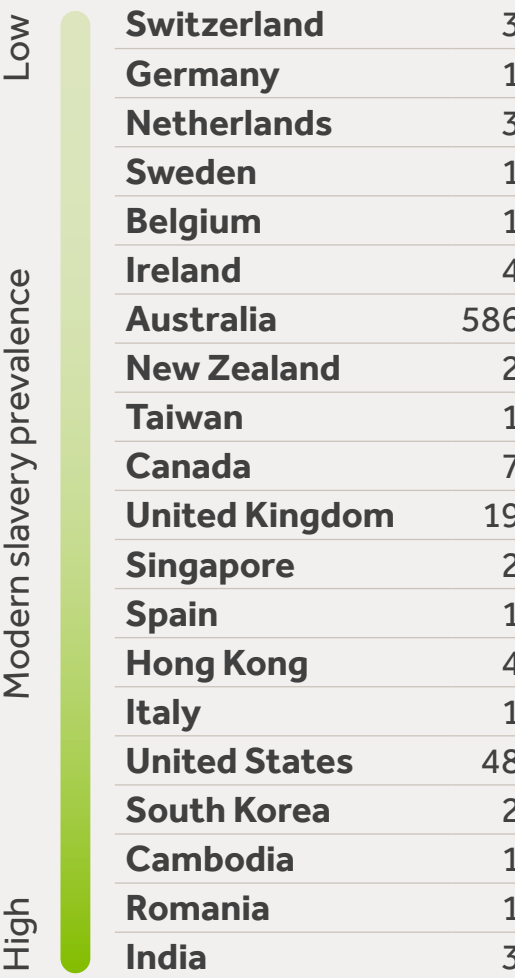 Low
Modern slavery prevalence
High
Switzerland 3
Germany 1
Netherlands 3
Sweden 1
Belgium 1
Ireland 4
Australia 586
New Zealand 2
Taiwan 1
Canada 7
United Kingdom 19
Singapore 2
Spain 1
Hong Kong 4
Italy 1
United States 48
South Korea 2
Cambodia 1
Romania 1
India 3